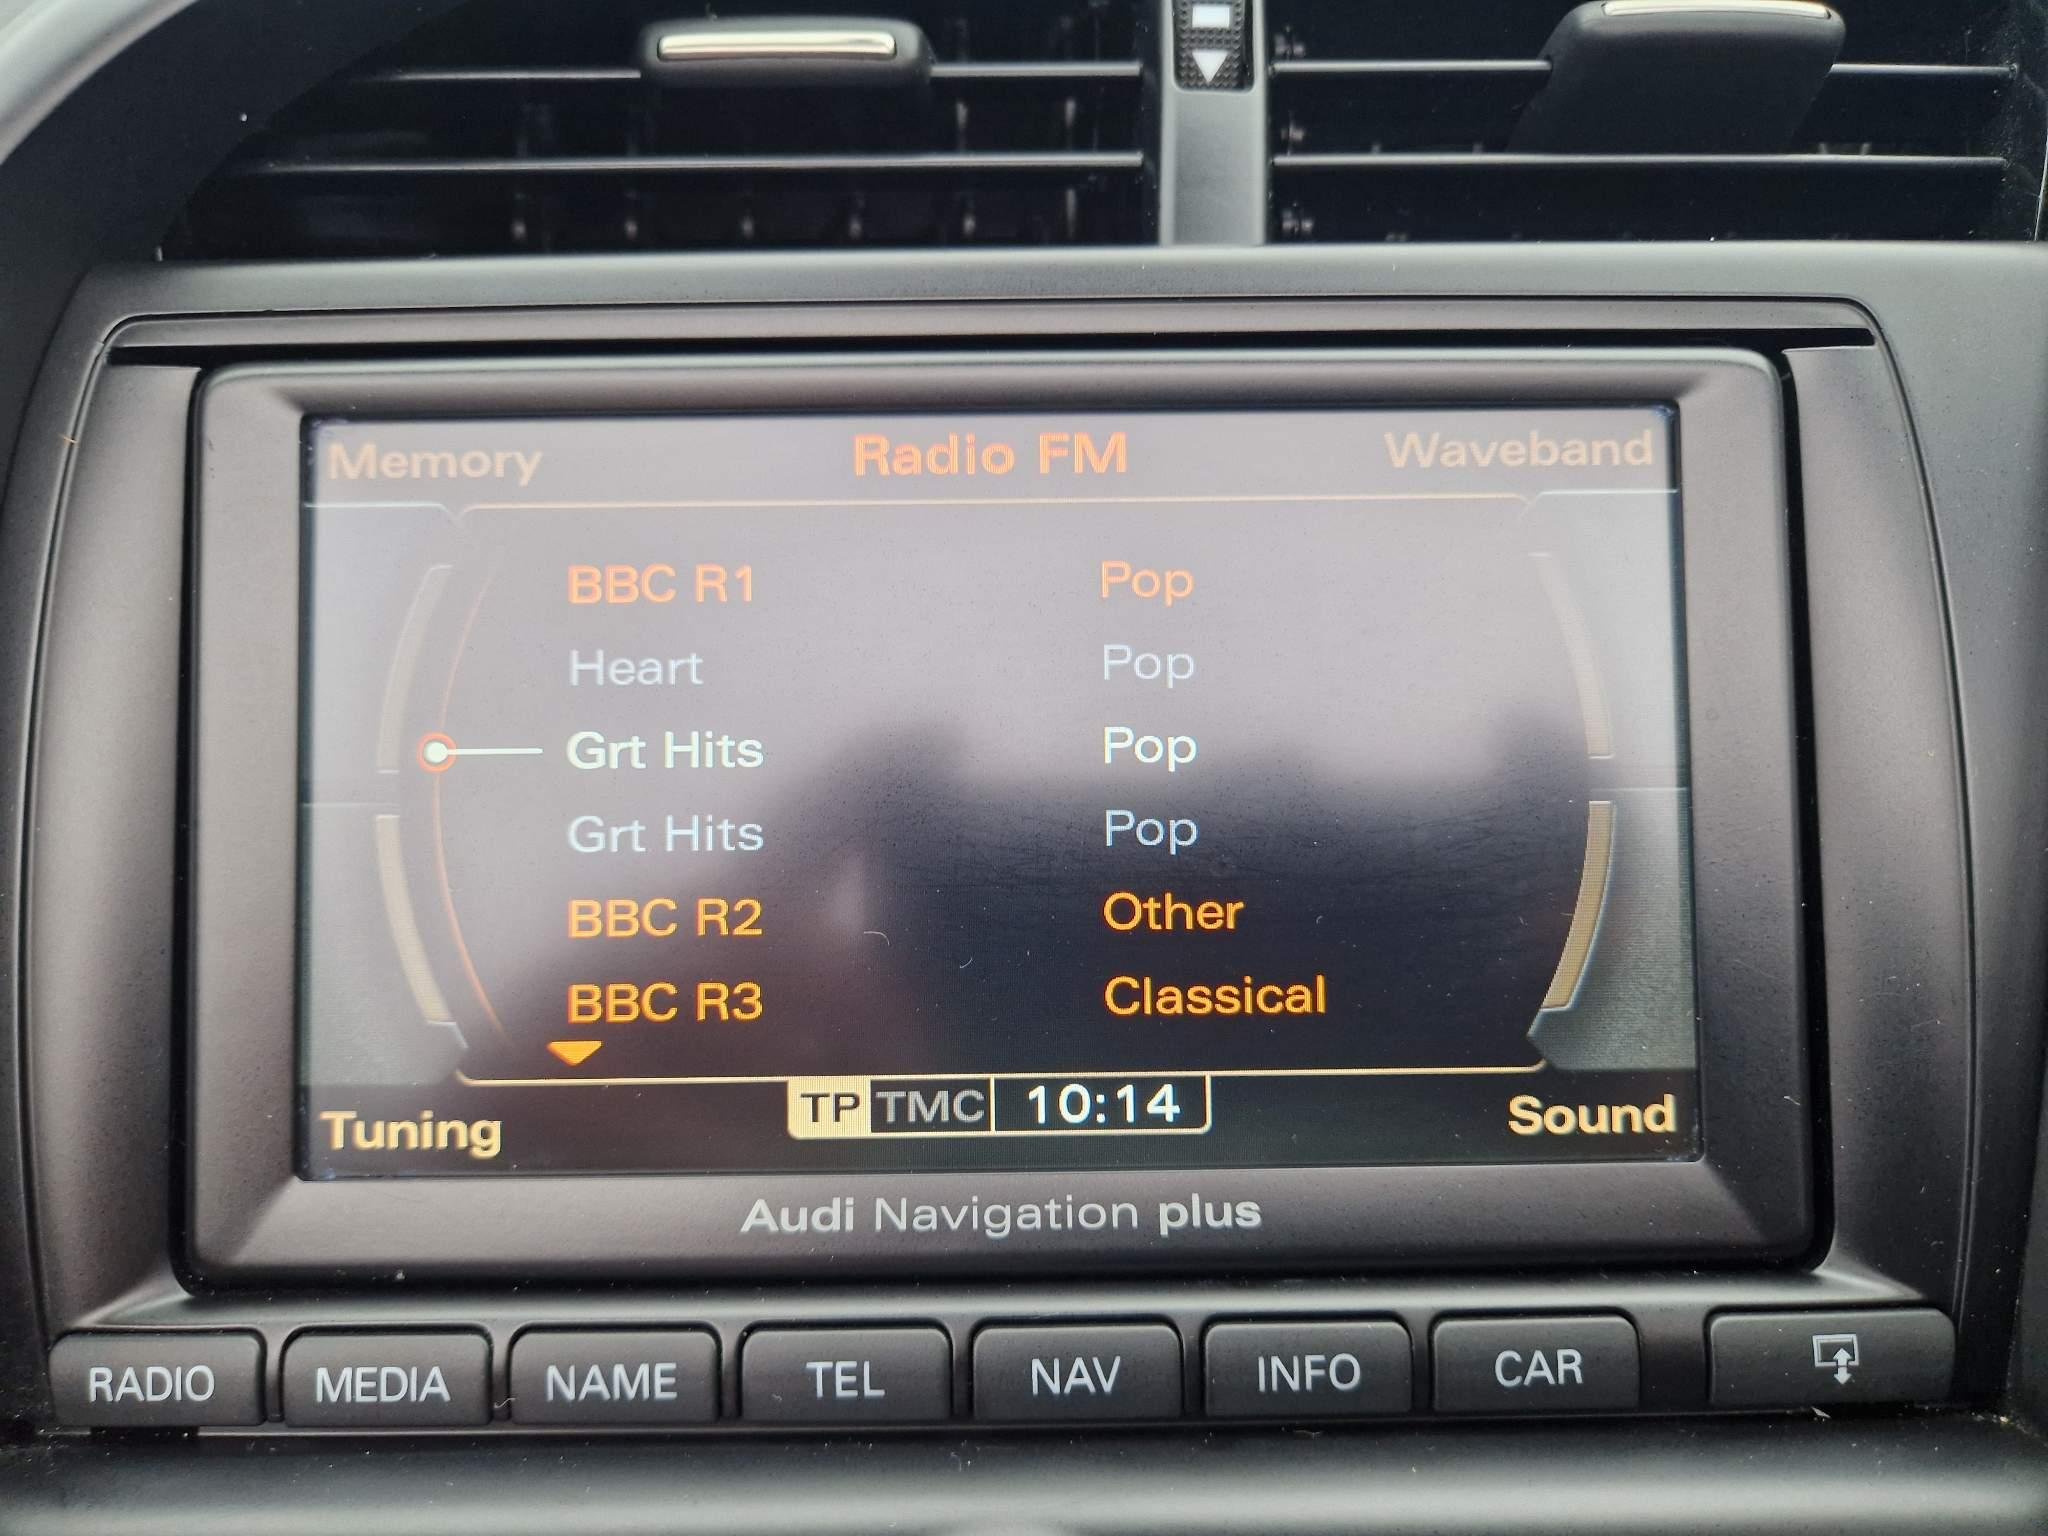 Memory Radio FM Waveband
BBC R1 Pop
Heart Pop
Grt Hits Pop
Grt Hits Pop
BBC R2 Other
BBC R3 Classical
Tuning TP TMC 10:14 Sound
Audi Navigation plus
RADIO MEDIA NAME TEL NAV INFO CAR